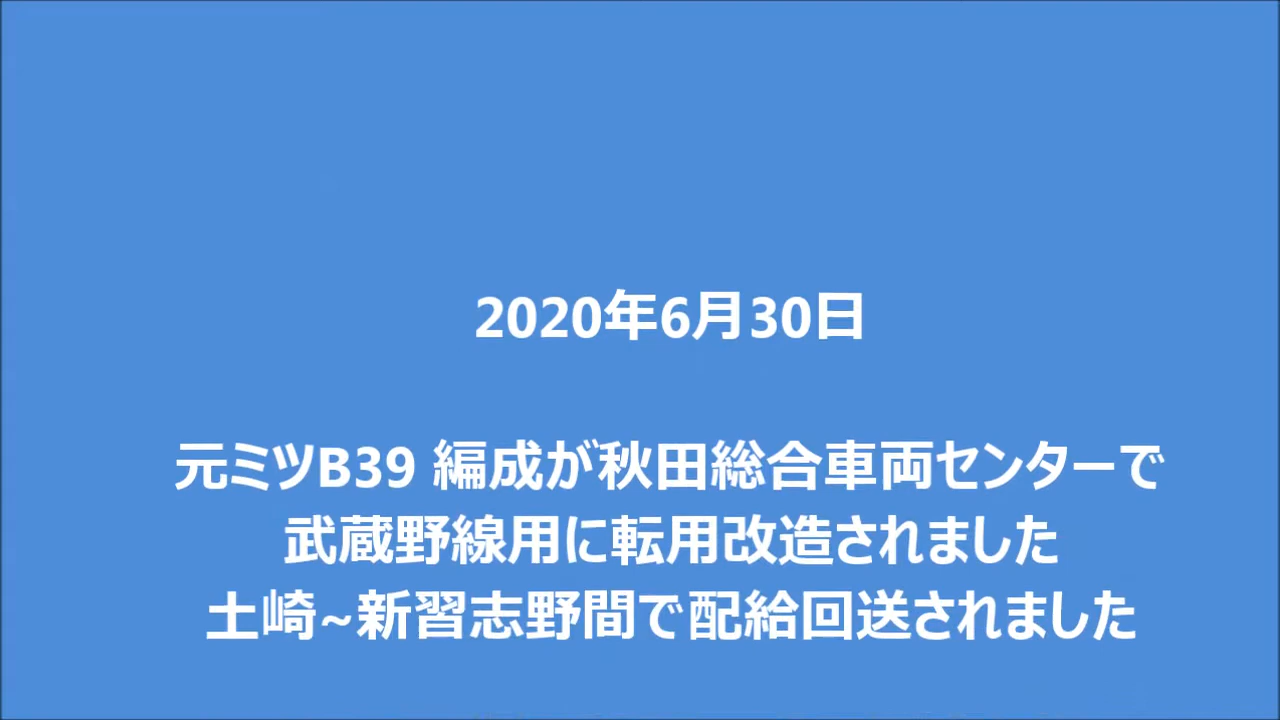 2020年6月30日
元ミツB39 編成が秋田総合車両センターで
武蔵野線用に転用改造されました
土崎~新習志野間で配給回送されました